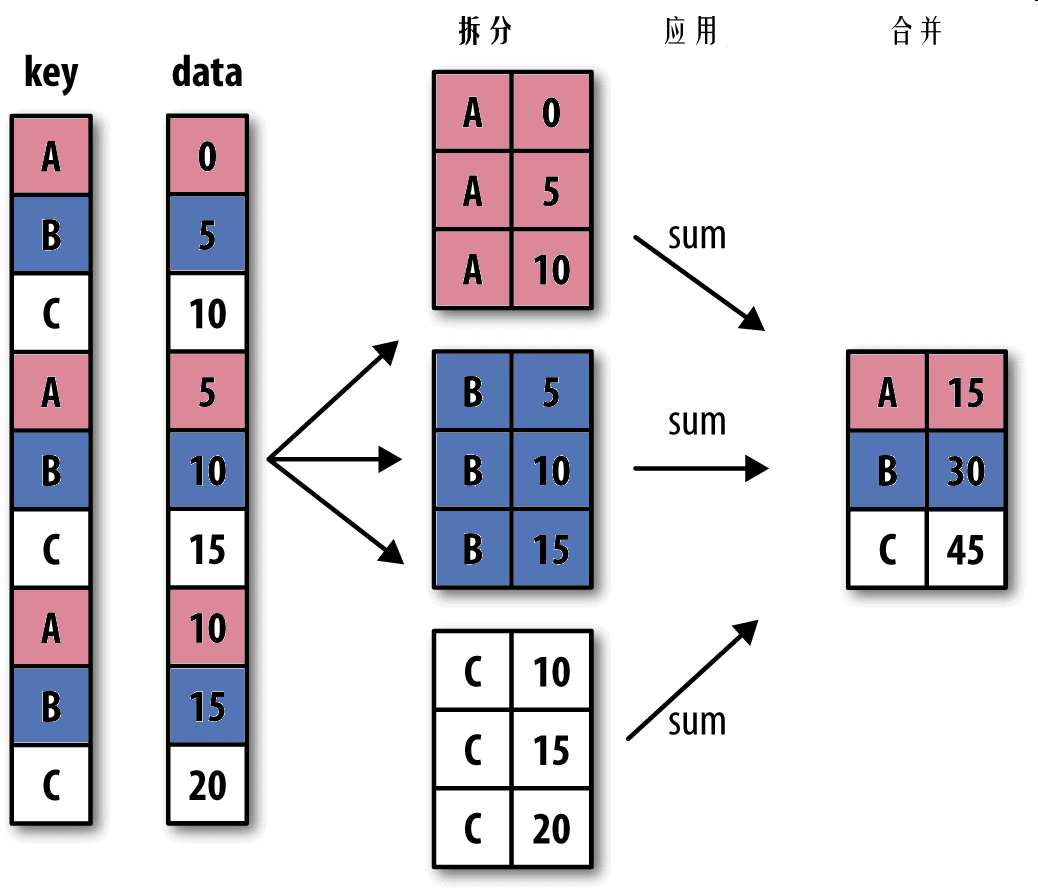 拆分 应用 合并
key data
A 0
B 5
C 10
A 5
B 10
C 15
A 10
B 15
C 20
A 0
A 5
A 10
B 5
B 10
B 15
C 10
C 15
C 20
sum
sum
sum
A 15
B 30
C 45